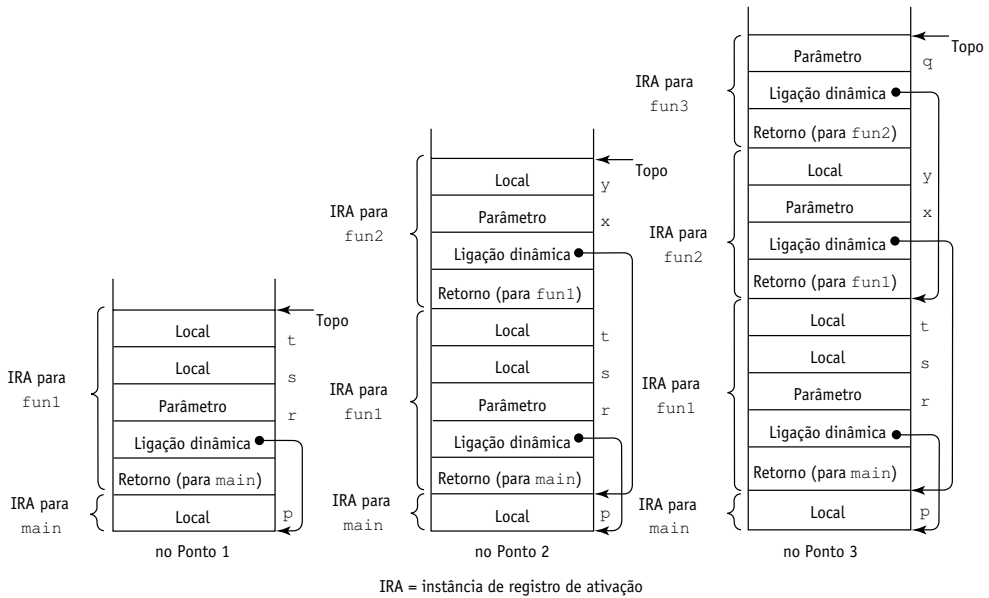 Topo
Local
t
Local
s
Parâmetro
r
Ligação dinâmica
Retorno (para main)
Local
p
IRA para
fun1
IRA para
main
no Ponto 1
Topo
Local
y
Parâmetro
x
Ligação dinâmica
Retorno (para fun1)
Local
t
Local
s
Parâmetro
r
Ligação dinâmica
Retorno (para main)
Local
p
IRA para
fun2
IRA para
fun1
IRA para
main
no Ponto 2
Topo
Parâmetro
q
Ligação dinâmica
Retorno (para fun2)
Local
y
Parâmetro
x
Ligação dinâmica
Retorno (para fun1)
Local
t
Local
s
Parâmetro
r
Ligação dinâmica
Retorno (para main)
Local
p
IRA para
fun3
IRA para
fun2
IRA para
fun1
IRA para
main
no Ponto 3
IRA = instância de registro de ativação